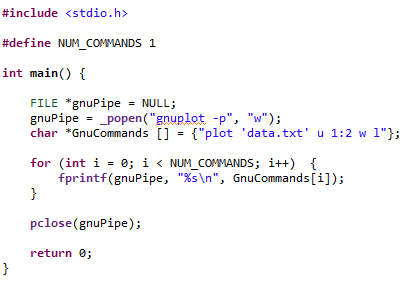 #include <stdio.h>
#define NUM_COMMANDS 1
int main() {
FILE *gnuPipe = NULL;
gnuPipe = _popen("gnuplot -p", "w");
char *GnuCommands [] = {"plot 'data.txt' u 1:2 w l"};
for (int i = 0; i < NUM_COMMANDS; i++)  {
fprintf(gnuPipe, "%s\n", GnuCommands[i]);
}
pclose(gnuPipe);
return 0;
}